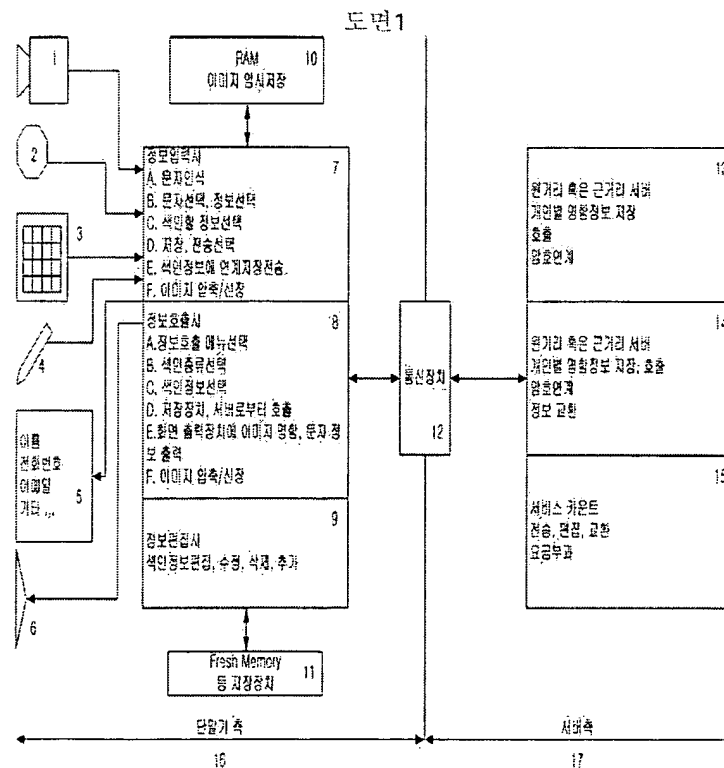 도면1
1
RAM
이미지 임시저장
10
2
3
4
정보입력시
7
A. 문자인식
B. 문자선택, 정보선택
C. 색인할 정보선택
D. 저장, 전송선택
E. 색인정보에 연계저장전송.
F. 이미지 압축/신장
정보호출시
8
A.정보호출 메뉴선택
B. 색인종류선택
C. 색인정보선택
D. 저장장치, 서버로부터 호출
E.화면 출력장치에 이미지 명함, 문자 정
보 출력
F. 이미지 압축/신장
이름
전화번호
이메일
기타
5
6
9
정보편집시
색인정보편집, 수정, 삭제, 추가
Fresh Memory
등 저장장치
11
통신장치
12
13
원거리 혹은 근거리 서버
개인별 명함정보 저장
호출
암호연계
14
원거리 혹은 근거리 서버
개인별 명함정보 저장, 호출
암호연계
정보 교환
15
서비스 카운트
전송, 편집, 교환
요금부과
단말기 측
16
서버측
17